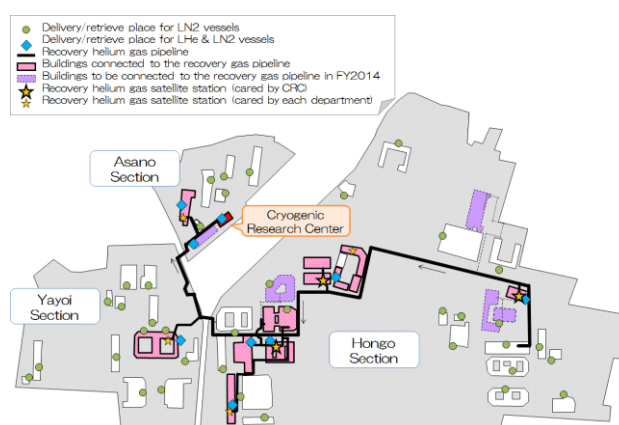 Delivery/retrieve place for LN2 vessels
Delivery/retrieve place for LHe & LN2 vessels
Recovery helium gas pipeline
Buildings connected to the recovery gas pipeline
Buildings to be connected to the recovery gas pipeline in FY2014
Recovery helium gas satellite station (cared by CRC)
Recovery helium gas satellite station (cared by each department)
Asano
Section
Cryogenic
Research Center
Yayoi
Section
Hongo
Section